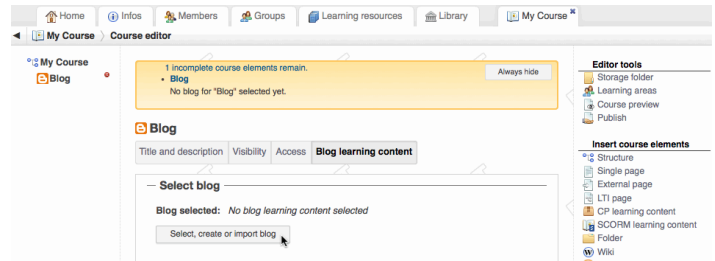 Home Infos Members Groups Learning resources Library My Course
My Course Course editor
My Course
Blog
1 incomplete course elements remain.
Blog
No blog for "Blog" selected yet.
Always hide
Blog
Title and description Visibility Access Blog learning content
Select blog
Blog selected: No blog learning content selected
Select, create or import blog
Editor tools
Storage folder
Learning areas
Course preview
Publish
Insert course elements
Structure
Single page
External page
LTI page
CP learning content
SCORM learning content
Folder
Wiki